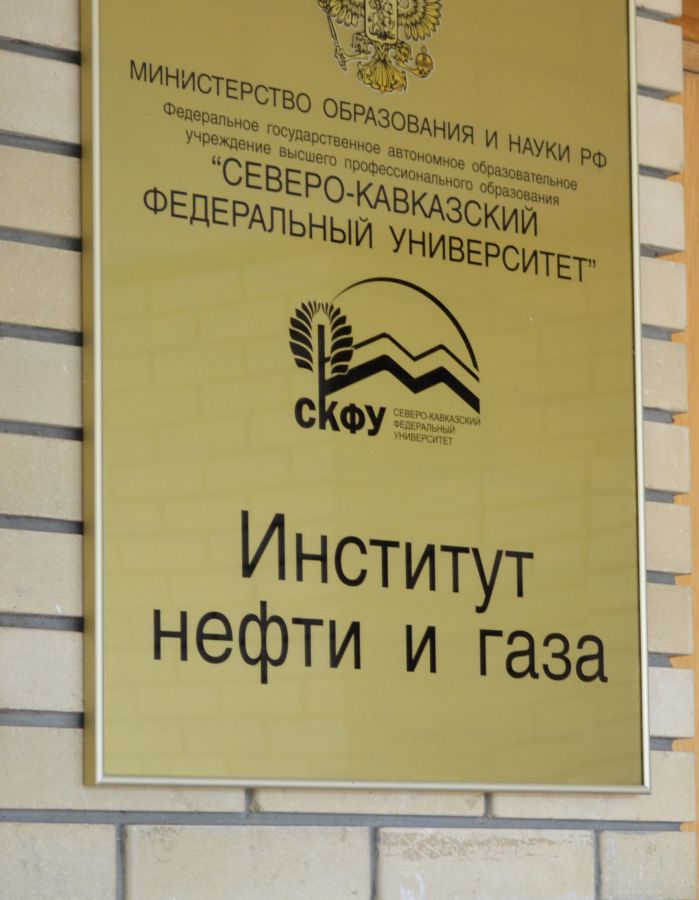 МИНИСТЕРСТВО ОБРАЗОВАНИЯ И НАУКИ РФ
Федеральное государственное автономное образовательное
учреждение высшего профессионального образования
“СЕВЕРО-КАВКАЗСКИЙ
ФЕДЕРАЛЬНЫЙ УНИВЕРСИТЕТ”
СКФУ
СЕВЕРО-КАВКАЗСКИЙ
ФЕДЕРАЛЬНЫЙ
УНИВЕРСИТЕТ
Институт
нефти и газа